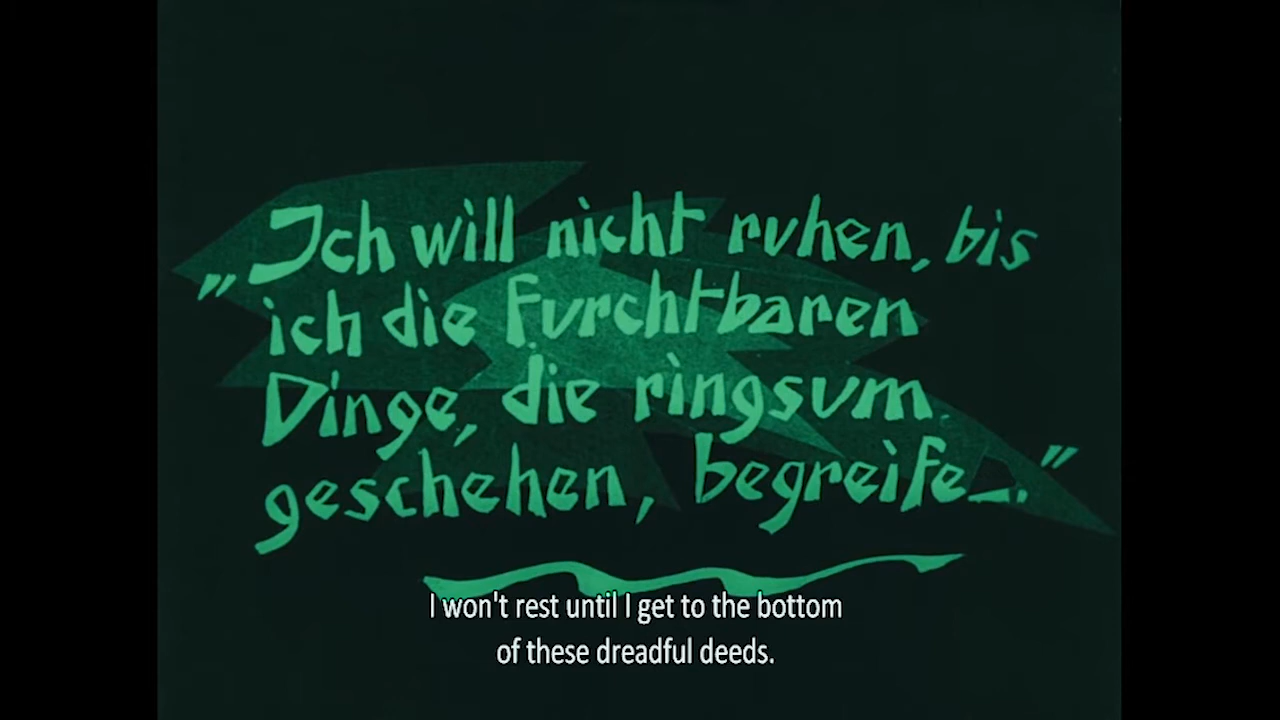 „Ich will nicht ruhen, bis
ich die furchtbaren
Dinge, die ringsum
geschehen, begreife_."
I won't rest until I get to the bottom
of these dreadful deeds.